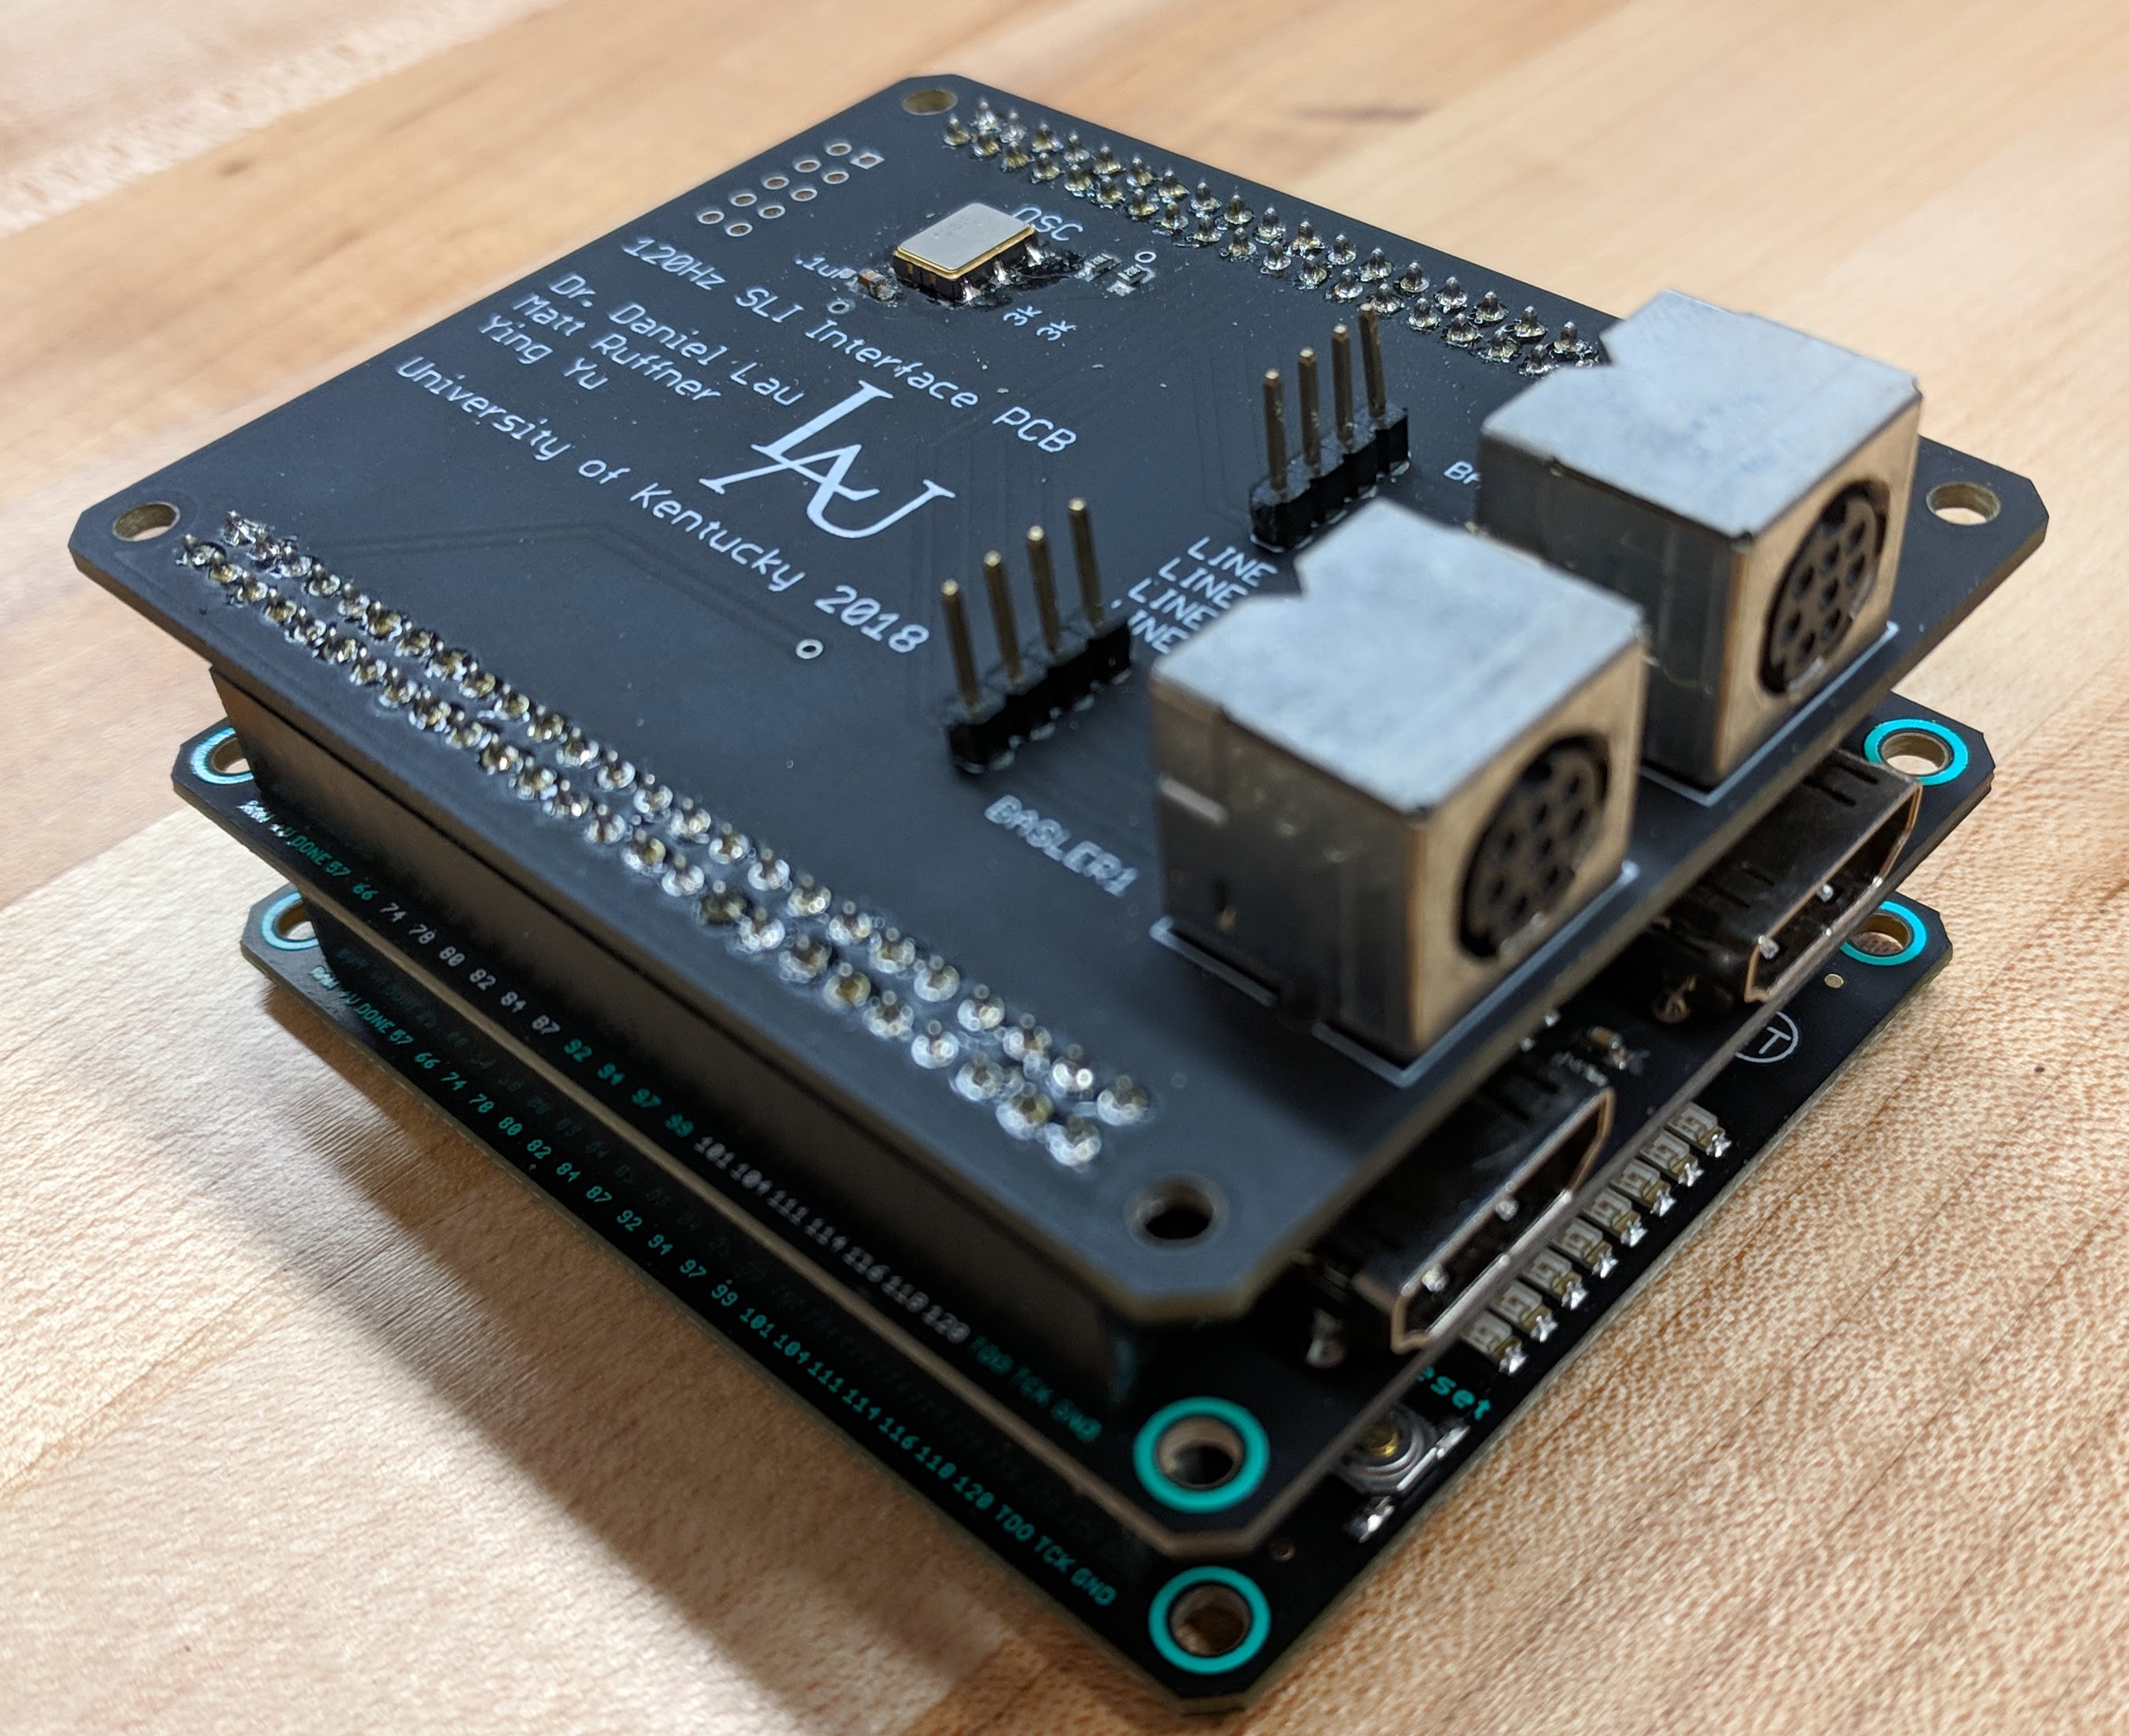 OSC
.1uF
3K 3K
120Hz SLI Interface PCB
Dr. Daniel Lau
Matt Ruffner
Ying Yu
University of Kentucky 2018
LAU
LINE
LINE
LINE
LINE
BASLER1
DONE 57 66 74 78 80 82 84 87 92 94 97 99 101 104 111 114 116 118 120 TDO TCK GND
DONE 57 66 74 78 80 82 84 87 92 94 97 99 101 104 111 114 116 118 120 TDO TCK GND
T
eset